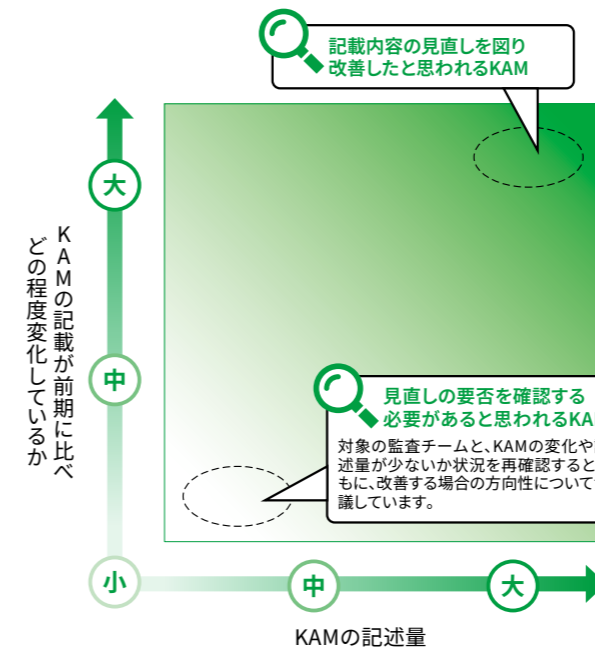 記載内容の見直しを図り
改善したと思われるKAM
大
KAMの記載が前期に比べ
どの程度変化しているか
中
見直しの要否を確認する
必要があると思われるKA
対象の監査チームと、KAMの変化や
述量が少ないか状況を再確認すると
もに、改善する場合の方向性について
議しています。
小
中
大
KAMの記述量